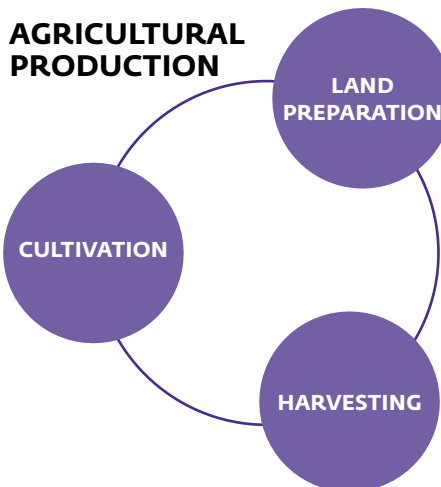 AGRICULTURAL
PRODUCTION
LAND
PREPARATION
CULTIVATION
HARVESTING